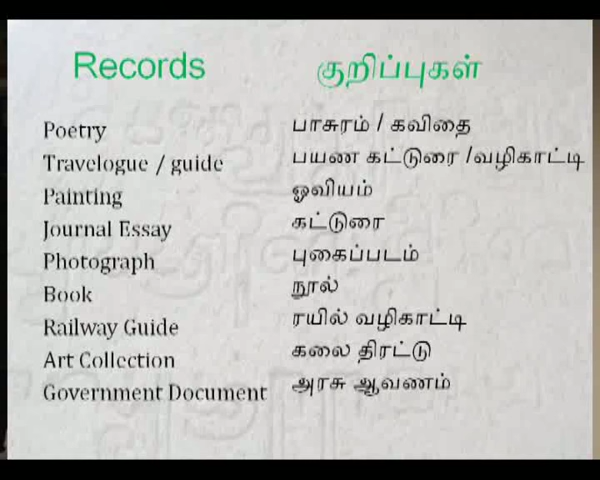 Records குறிப்புகள்
Poetry பாசுரம் / கவிதை
Travelogue / guide பயண கட்டுரை /வழிகாட்டி
Painting ஓவியம்
Journal Essay கட்டுரை
Photograph புகைப்படம்
Book நூல்
Railway Guide ரயில் வழிகாட்டி
Art Collection கலை திரட்டு
Government Document அரசு ஆவணம்